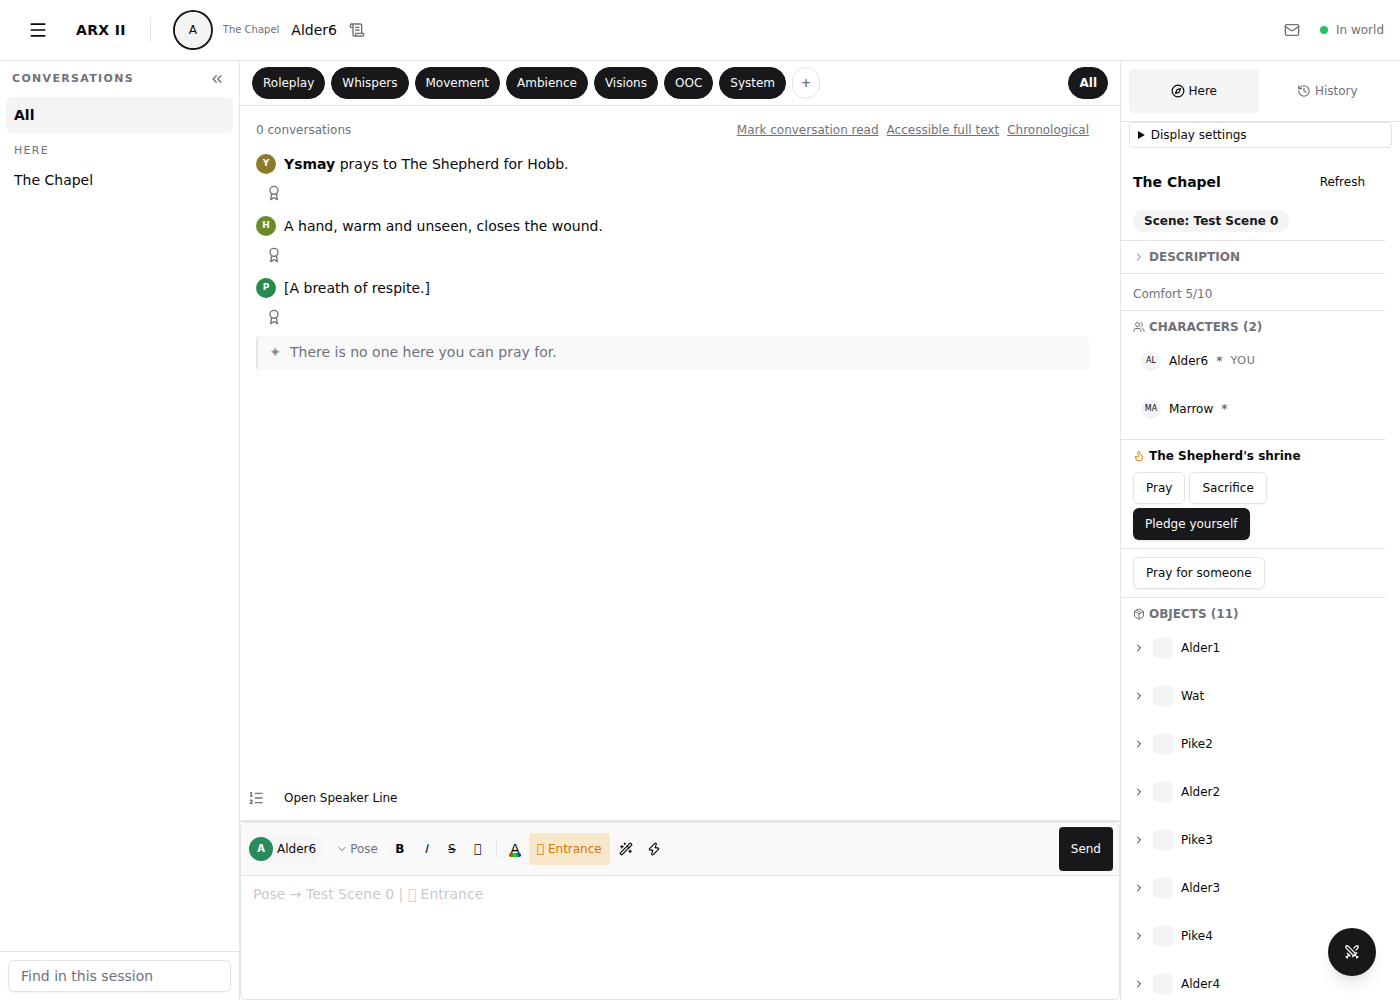 ARX II
A
The Chapel
Alder6
In world
CONVERSATIONS
All
HERE
The Chapel
Find in this session
Roleplay
Whispers
Movement
Ambience
Visions
OOC
System
+
All
0 conversations
Mark conversation read
Accessible full text
Chronological
Y
Ysmay prays to The Shepherd for Hobb.
H
A hand, warm and unseen, closes the wound.
P
[A breath of respite.]
There is no one here you can pray for.
Open Speaker Line
A
Alder6
Pose
B
I
S
A
Entrance
Send
Pose → Test Scene 0 | Entrance
Here
History
Display settings
The Chapel
Refresh
Scene: Test Scene 0
DESCRIPTION
Comfort 5/10
CHARACTERS (2)
AL
Alder6 * YOU
MA
Marrow *
The Shepherd's shrine
Pray
Sacrifice
Pledge yourself
Pray for someone
OBJECTS (11)
Alder1
Wat
Pike2
Alder2
Pike3
Alder3
Pike4
Alder4